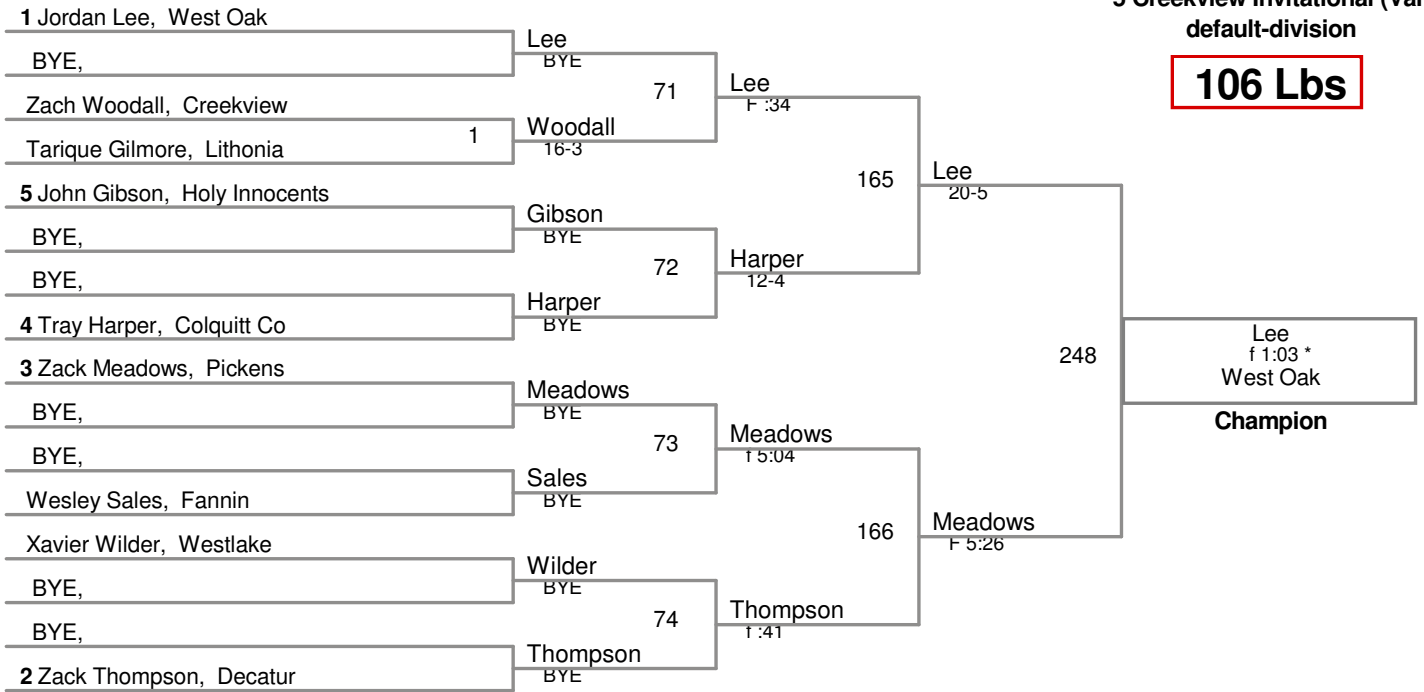 1 Jordan Lee, West Oak
BYE,
Zach Woodall, Creekview
Tarique Gilmore, Lithonia
5 John Gibson, Holy Innocents
BYE,
BYE,
4 Tray Harper, Colquitt Co
3 Zack Meadows, Pickens
BYE,
BYE,
Wesley Sales, Fannin
Xavier Wilder, Westlake
BYE,
BYE,
2 Zack Thompson, Decatur
1
Lee
BYE
Woodall
16-3
Gibson
BYE
Harper
BYE
Meadows
BYE
Sales
BYE
Wilder
BYE
Thompson
BYE
71
72
73
74
Lee
F :34
Harper
12-4
Meadows
f 5:04
Thompson
f :41
165
166
Lee
20-5
Meadows
F 5:26
248
Lee
f 1:03 *
West Oak
Champion
Creekview Invitational
default-division
106 Lbs